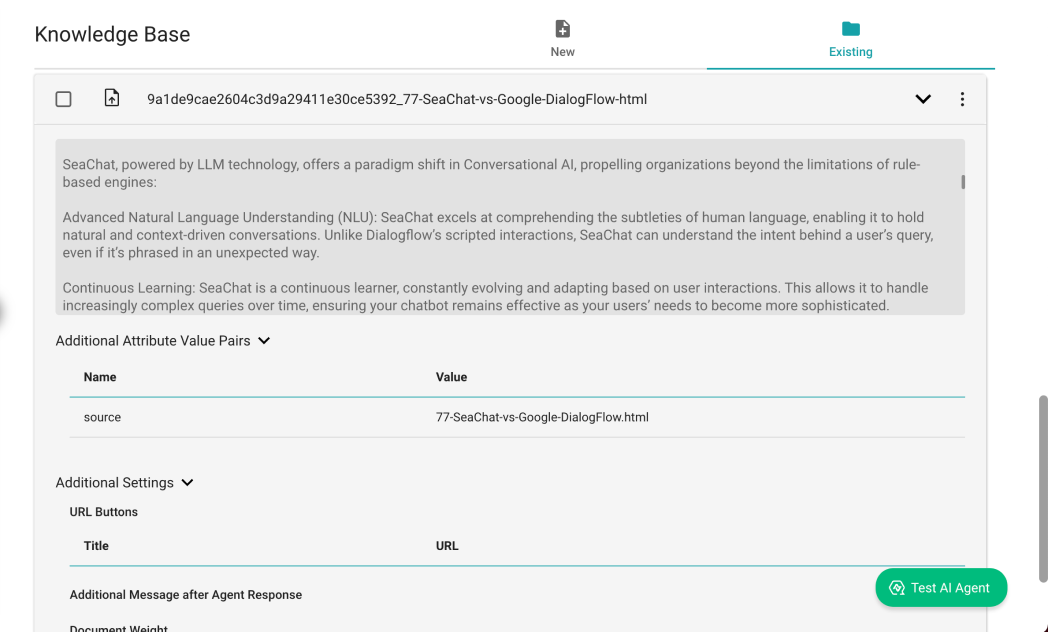 Knowledge Base
New
Existing
9a1de9cae2604c3d9a29411e30ce5392_77-SeaChat-vs-Google-DialogFlow-html
SeaChat, powered by LLM technology, offers a paradigm shift in Conversational AI, propelling organizations beyond the limitations of rule-
based engines:
Advanced Natural Language Understanding (NLU): SeaChat excels at comprehending the subtleties of human language, enabling it to hold
natural and context-driven conversations. Unlike Dialogflow’s scripted interactions, SeaChat can understand the intent behind a user’s query,
even if it’s phrased in an unexpected way.
Continuous Learning: SeaChat is a continuous learner, constantly evolving and adapting based on user interactions. This allows it to handle
increasingly complex queries over time, ensuring your chatbot remains effective as your users’ needs to become more sophisticated.
Additional Attribute Value Pairs
Name Value
source 77-SeaChat-vs-Google-DialogFlow.html
Additional Settings
URL Buttons
Title URL
Test AI Agent
Additional Message after Agent Response
Document Weight